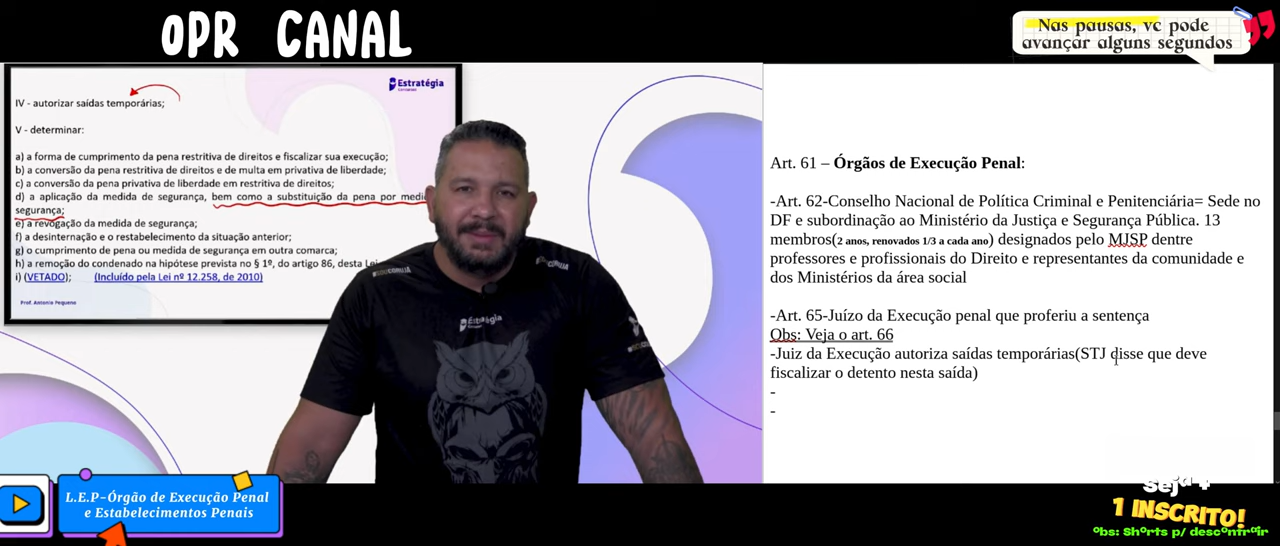 OPR CANAL
Nas pausas, vc pode
avançar alguns segundos
Estratégia
Concursos
IV - autorizar saídas temporárias;
V - determinar:
a) a forma de cumprimento da pena restritiva de direitos e fiscalizar sua execução;
b) a conversão da pena restritiva de direitos e de multa em privativa de liberdade;
c) a conversão da pena privativa de liberdade em restritiva de direitos;
d) a aplicação da medida de segurança, bem como a substituição da pena por
segurança;
e) a revogação da medida de segurança;
f) a desinternação e o restabelecimento da situação anterior;
g) o cumprimento de pena ou medida de segurança em outra comarca;
h) a remoção do condenado na hipótese prevista no § 1º, do artigo 86, desta Lei
i) (VETADO); (Incluído pela Lei nº 12.258, de 2010)
Prof. Antonio Pequeno
Estratégia
Art. 61 – Órgãos de Execução Penal:
-Art. 62-Conselho Nacional de Política Criminal e Penitenciária= Sede no
DF e subordinação ao Ministério da Justiça e Segurança Pública. 13
membros(2 anos, renovados 1/3 a cada ano) designados pelo MJSP dentre
professores e profissionais do Direito e representantes da comunidade e
dos Ministérios da área social
-Art. 65-Juízo da Execução penal que proferiu a sentença
Obs: Veja o art. 66
-Juiz da Execução autoriza saídas temporárias(STJ disse que deve
fiscalizar o detento nesta saída)
-
-
L.E.P-Órgão de Execução Penal
e Estabelecimentos Penais
Seja +
1 INSCRITO!
Obs: Shorts p/ descontrair